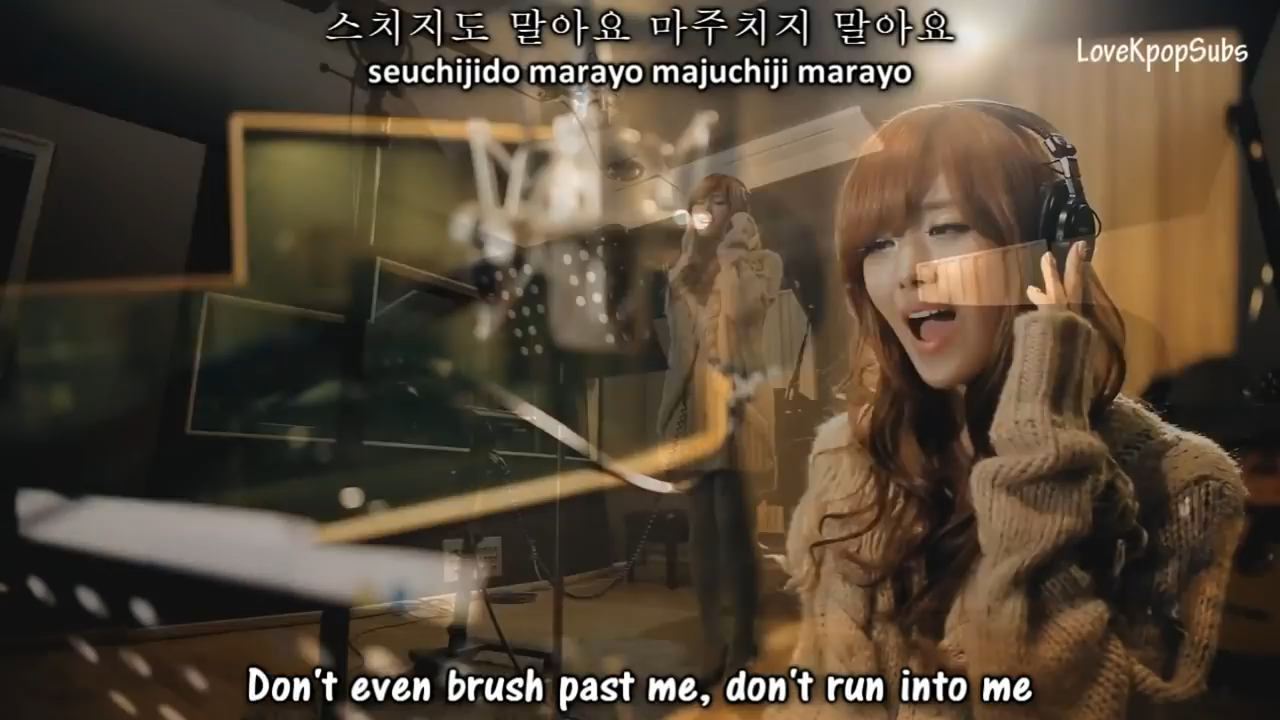 스치지도 말아요 마주치지 말아요
LoveKpopSubs
seuchijido marayo majuchiji marayo
Don't even brush past me, don't run into me